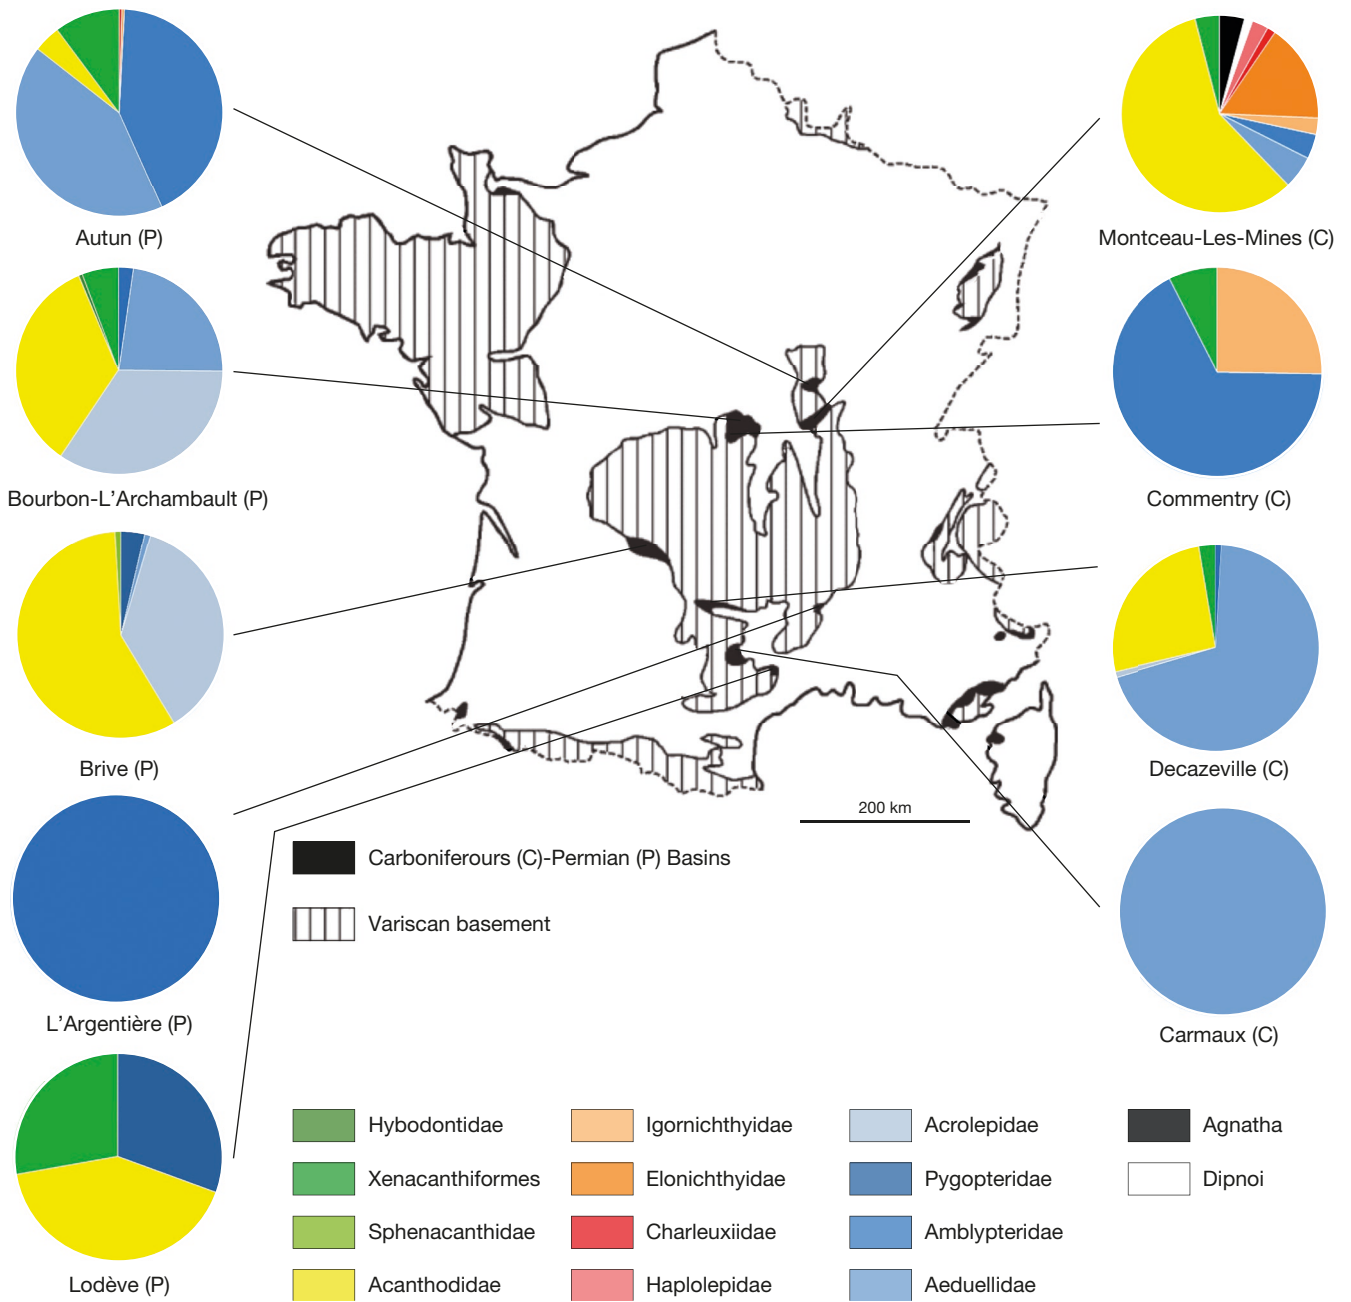 Autun (P)
Montceau-Les-Mines (C)
Bourbon-L'Archambault (P)
Commentry (C)
Brive (P)
Decazeville (C)
200 km
L'Argentière (P)
Carmaux (C)
Lodève (P)
Carboniferours (C)-Permian (P) Basins
Variscan basement
Hybodontidae
Xenacanthiformes
Sphenacanthidae
Acanthodidae
Igornichthyidae
Elonichthyidae
Charleuxiidae
Haplolepidae
Acrolepidae
Pygopteridae
Amblypteridae
Aeduellidae
Agnatha
Dipnoi